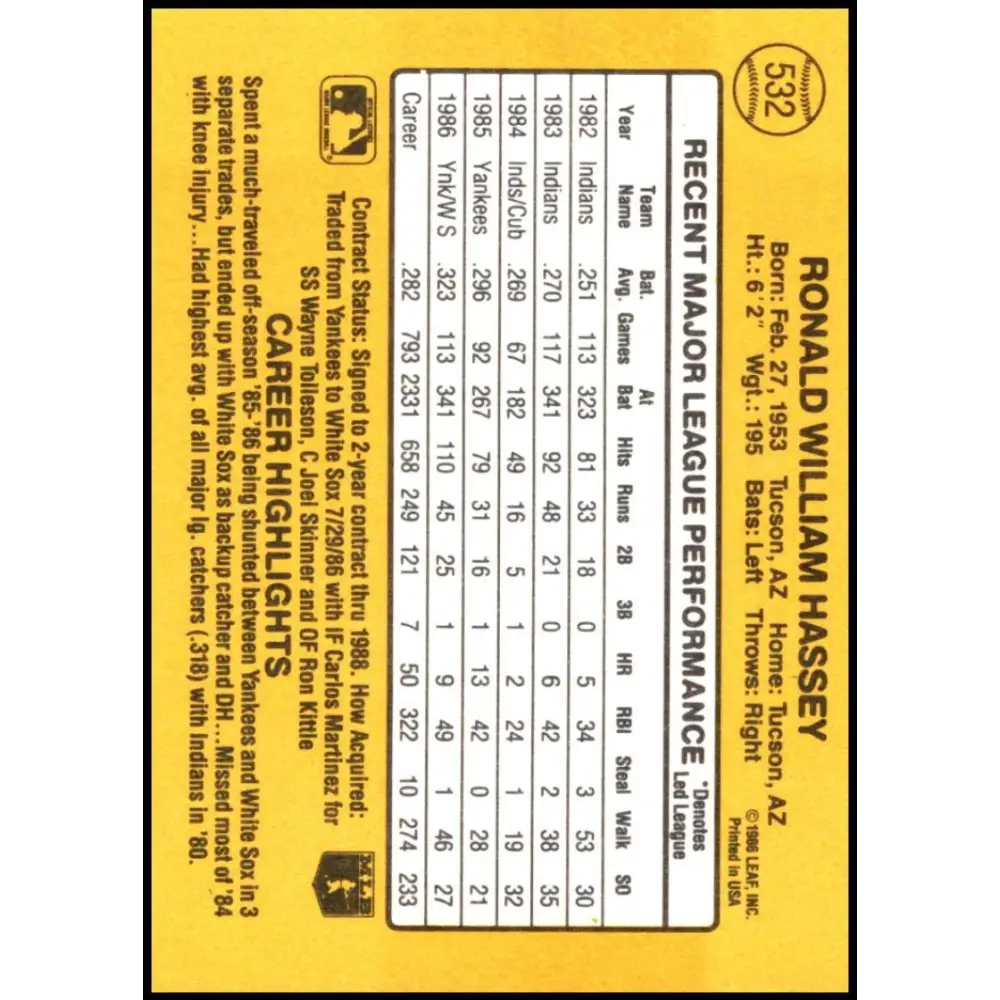 532
RONALD WILLIAM HASSEY
Born: Feb. 27, 1953 Tucson, AZ Home: Tucson, AZ
Ht.: 6'2" Wgt.: 195 Bats: Left Throws: Right
©1986 LEAF, INC.
Printed in USA
RECENT MAJOR LEAGUE PERFORMANCE *Denotes Led League
Year Team Name Bat. Avg. Games At Bat Hits Runs 2B 3B HR RBI Steal Walk SO
1982 Indians .251 113 323 81 33 18 0 5 34 3 53 30
1983 Indians .270 117 341 92 48 21 0 6 42 2 38 35
1984 Inds/Cub .269 67 182 49 16 5 1 2 24 1 19 32
1985 Yankees .296 92 267 79 31 16 1 13 42 0 28 21
1986 Ynk/W S .323 113 341 110 45 25 1 9 49 1 46 27
Career .282 793 2331 658 249 121 7 50 322 10 274 233
Contract Status: Signed to 2-year contract thru 1988. How Acquired:
Traded from Yankees to White Sox 7/29/86 with IF Carlos Martinez for
SS Wayne Tolleson, C Joel Skinner and OF Ron Kittle
MLB
CAREER HIGHLIGHTS
Spent a much-traveled off-season '85-'86 being shunted between Yankees and White Sox in 3
separate trades, but ended up with White Sox as backup catcher and DH...Missed most of '84
with knee injury...Had highest avg. of all major lg. catchers (.318) with Indians in '80.